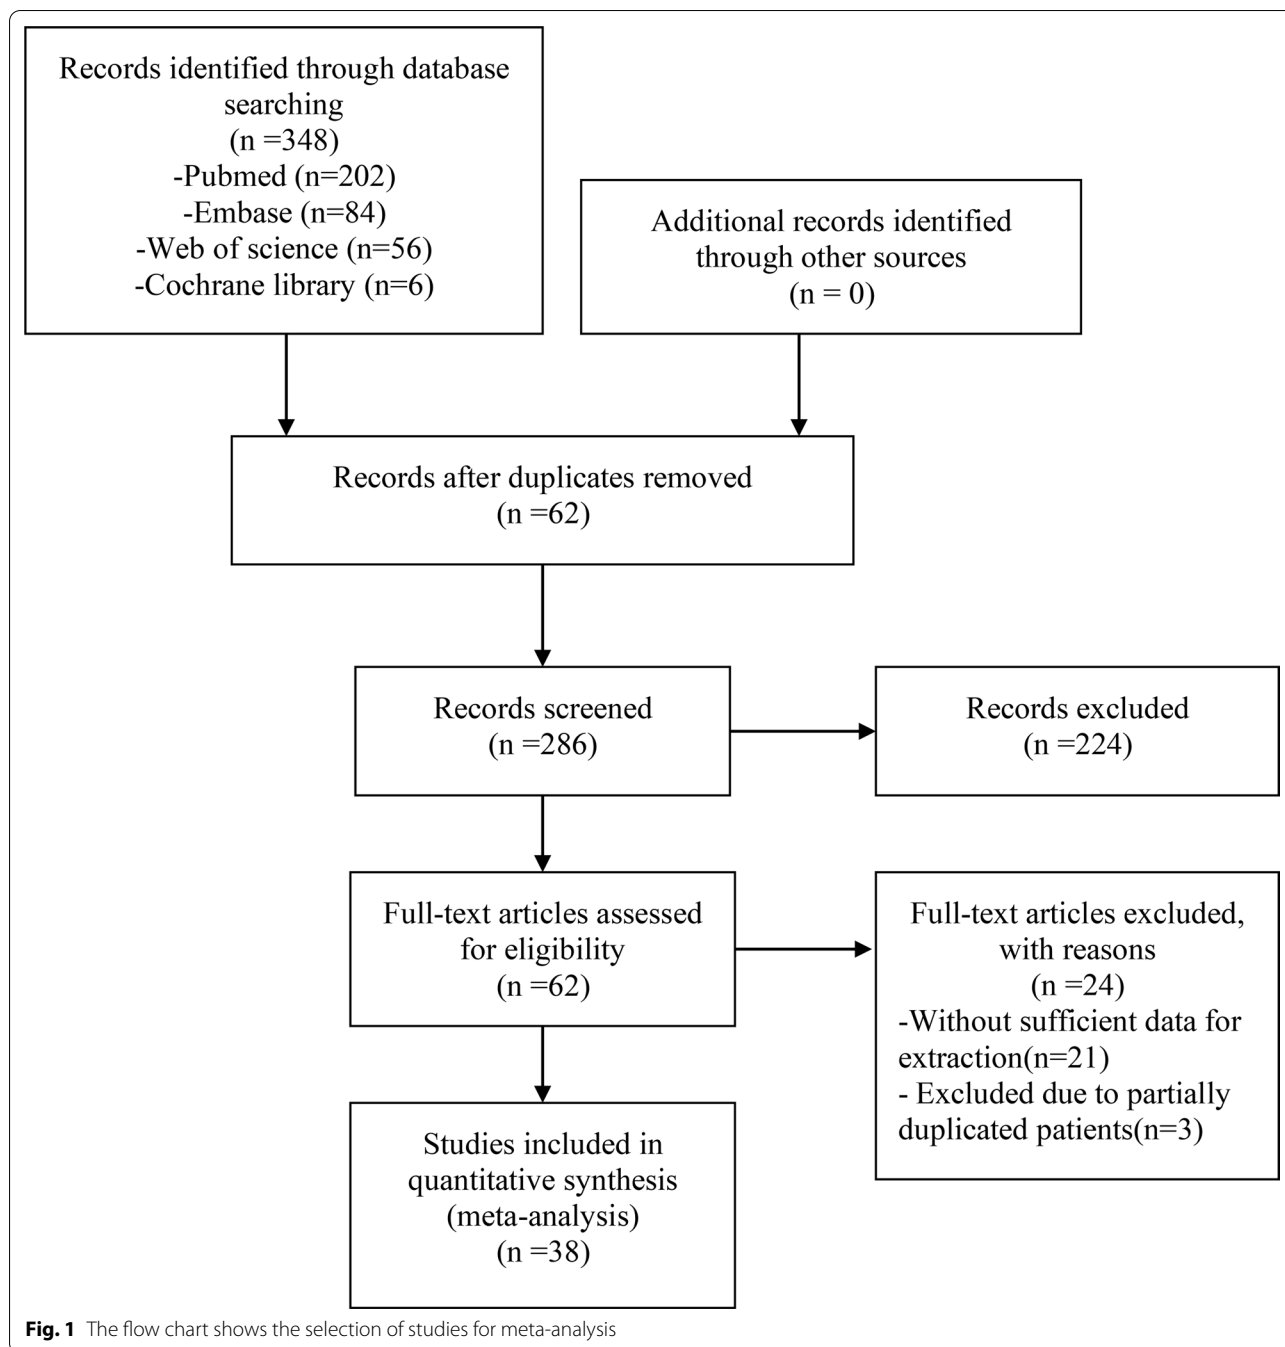 Records identified through database
searching
(n =348)
-Pubmed (n=202)
-Embase (n=84)
-Web of science (n=56)
-Cochrane library (n=6)
Additional records identified
through other sources
(n = 0)
Records after duplicates removed
(n =62)
Records screened
(n =286)
Records excluded
(n =224)
Full-text articles assessed
for eligibility
(n =62)
Full-text articles excluded,
with reasons
(n =24)
-Without sufficient data for
extraction(n=21)
- Excluded due to partially
duplicated patients(n=3)
Studies included in
quantitative synthesis
(meta-analysis)
(n =38)
Fig. 1 The flow chart shows the selection of studies for meta-analysis